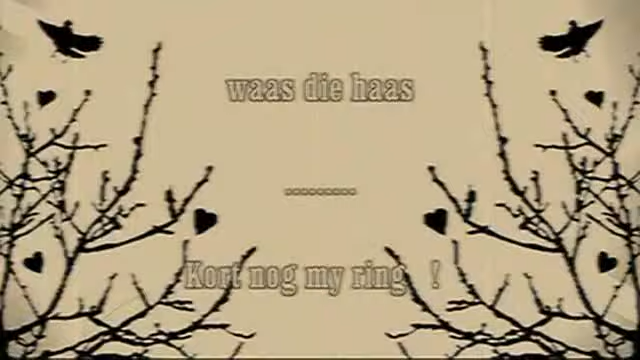 waas die haas
.........
Kort nog my ring !